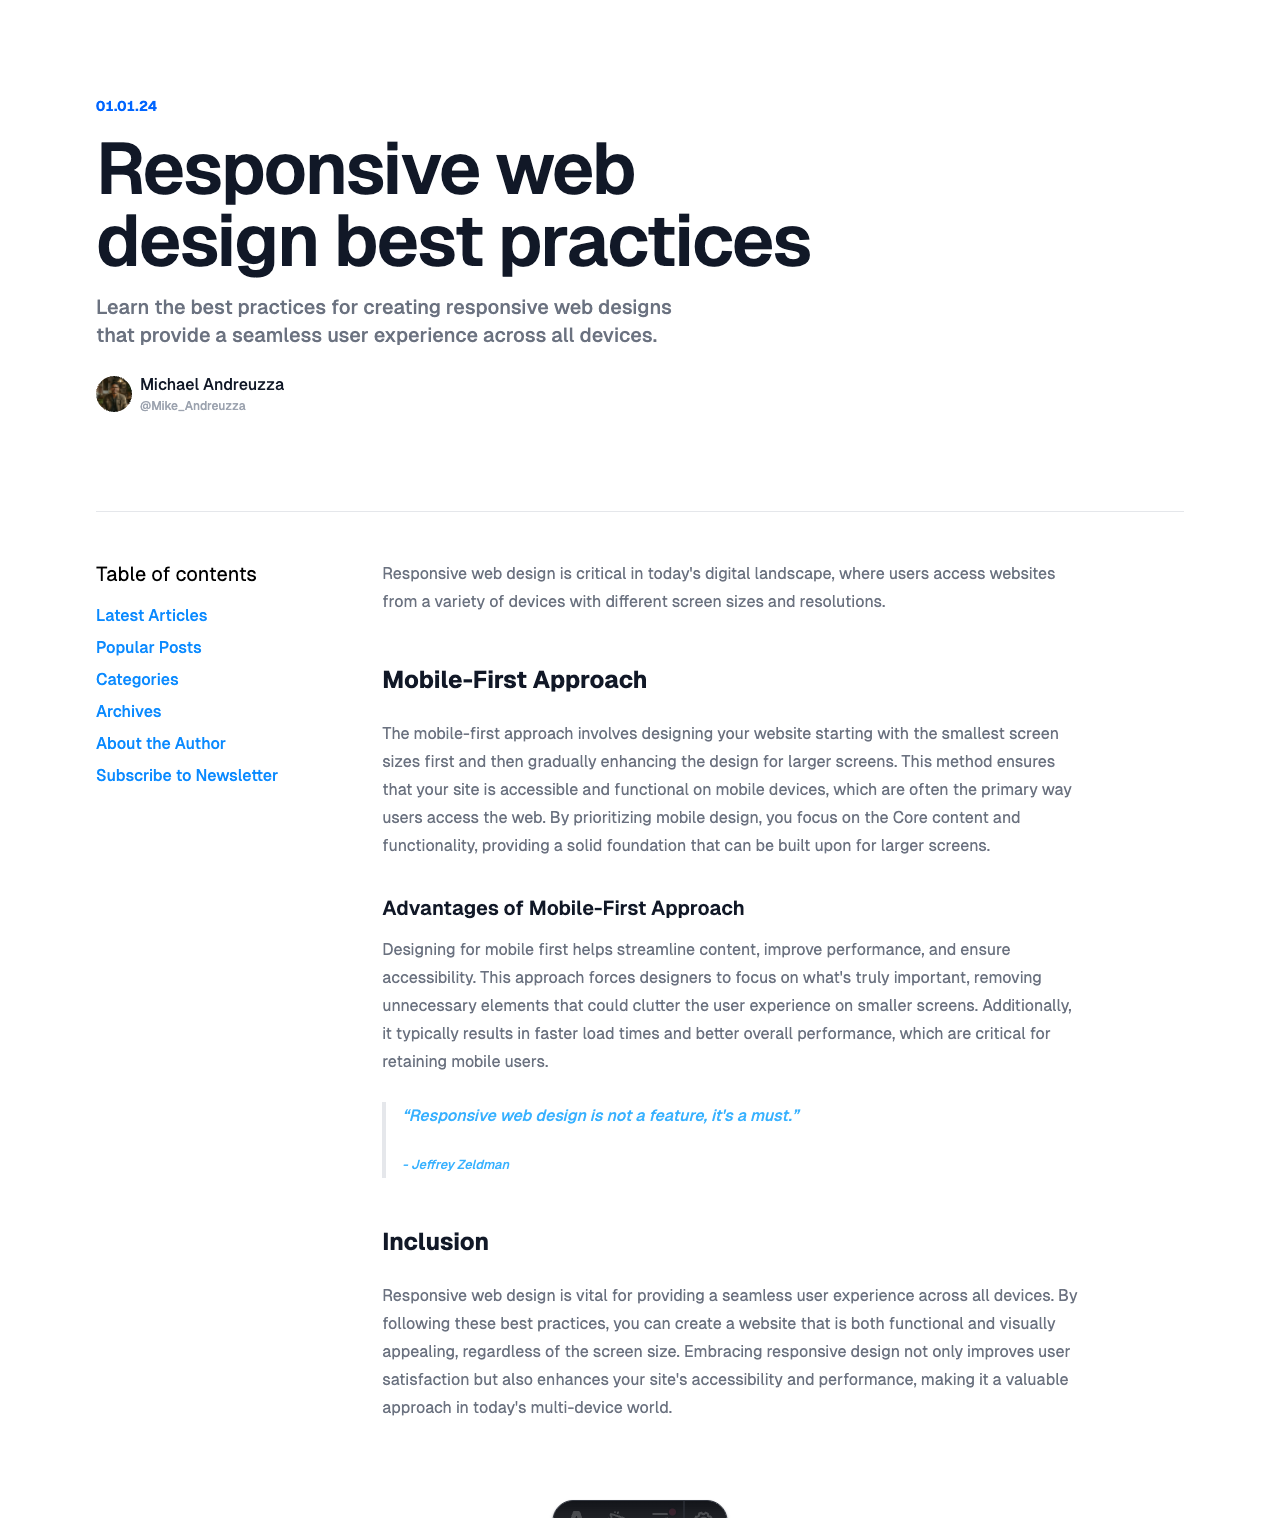 01.01.24
Responsive web
design best practices
Learn the best practices for creating responsive web designs
that provide a seamless user experience across all devices.
Michael Andreuzza
@Mike_Andreuzza
Table of contents
Latest Articles
Popular Posts
Categories
Archives
About the Author
Subscribe to Newsletter
Responsive web design is critical in today's digital landscape, where users access websites
from a variety of devices with different screen sizes and resolutions.
Mobile-First Approach
The mobile-first approach involves designing your website starting with the smallest screen
sizes first and then gradually enhancing the design for larger screens. This method ensures
that your site is accessible and functional on mobile devices, which are often the primary way
users access the web. By prioritizing mobile design, you focus on the Core content and
functionality, providing a solid foundation that can be built upon for larger screens.
Advantages of Mobile-First Approach
Designing for mobile first helps streamline content, improve performance, and ensure
accessibility. This approach forces designers to focus on what's truly important, removing
unnecessary elements that could clutter the user experience on smaller screens. Additionally,
it typically results in faster load times and better overall performance, which are critical for
retaining mobile users.
“Responsive web design is not a feature, it's a must.”
- Jeffrey Zeldman
Inclusion
Responsive web design is vital for providing a seamless user experience across all devices. By
following these best practices, you can create a website that is both functional and visually
appealing, regardless of the screen size. Embracing responsive design not only improves user
satisfaction but also enhances your site's accessibility and performance, making it a valuable
approach in today's multi-device world.